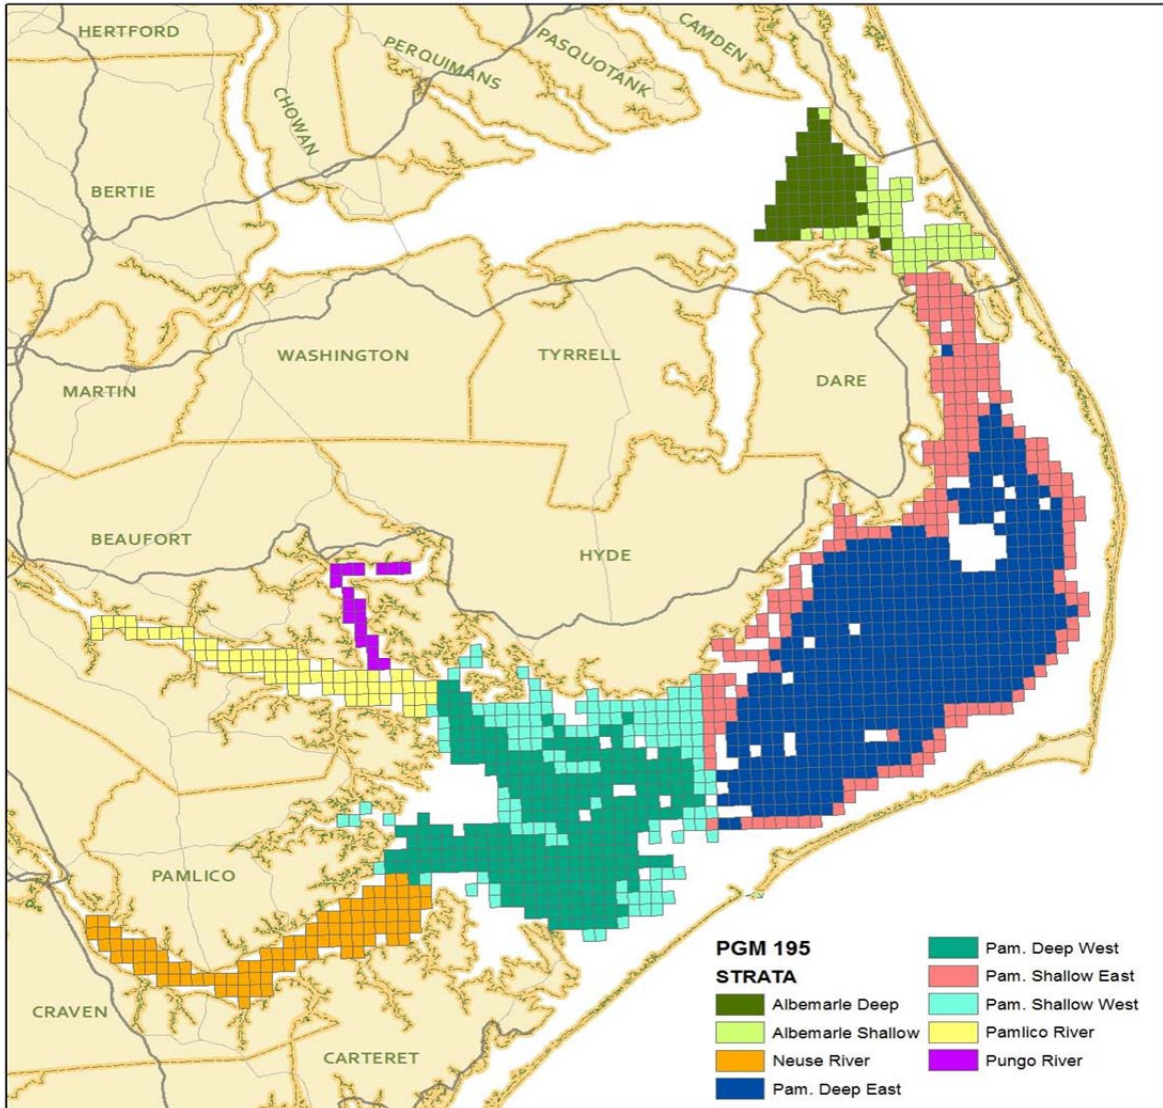 HERTFORD
PERQUIMANS
PASQUOTANK
CAMDEN
CHOWAN
BERTIE
WASHINGTON
TYRRELL
DARE
MARTIN
BEAUFORT
HYDE
PAMLICO
CRAVEN
CARTERET
PGM 195
STRATA
Albemarle Deep
Albemarle Shallow
Neuse River
Pam. Deep East
Pam. Deep West
Pam. Shallow East
Pam. Shallow West
Pamlico River
Pungo River